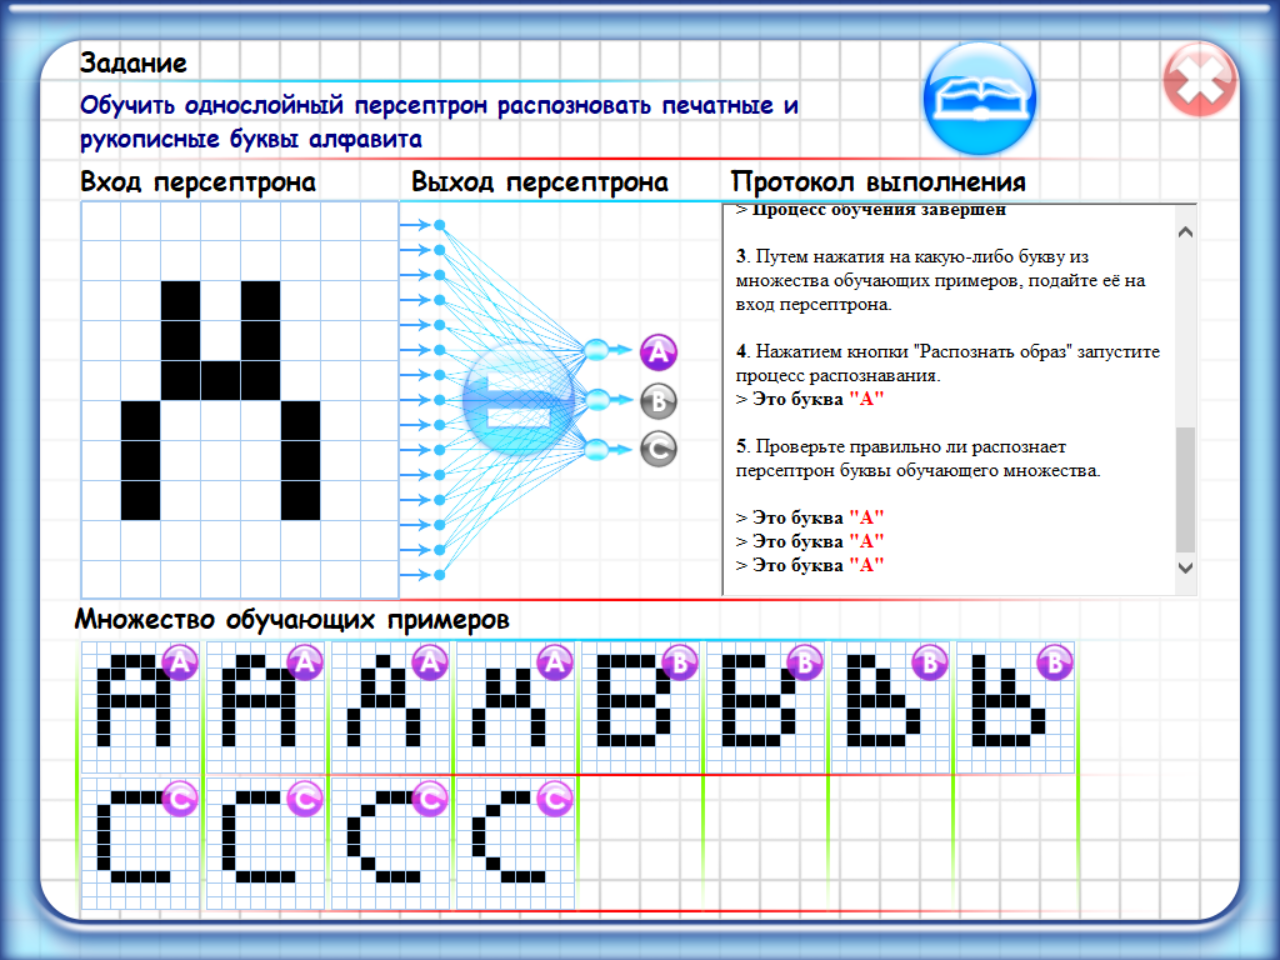 Задание
Обучить однослойный персептрон распозновать печатные и
рукописные буквы алфавита
Вход персептрона
Выход персептрона
Протокол выполнения
A
B
C
> Процесс обучения завершен
3. Путем нажатия на какую-либо букву из
множества обучающих примеров, подайте её на
вход персептрона.
4. Нажатием кнопки "Распознать образ" запустите
процесс распознавания.
> Это буква "A"
5. Проверьте правильно ли распознает
персептрон буквы обучающего множества.
> Это буква "A"
> Это буква "A"
> Это буква "A"
Множество обучающих примеров
A A A A B B B B
C C C C